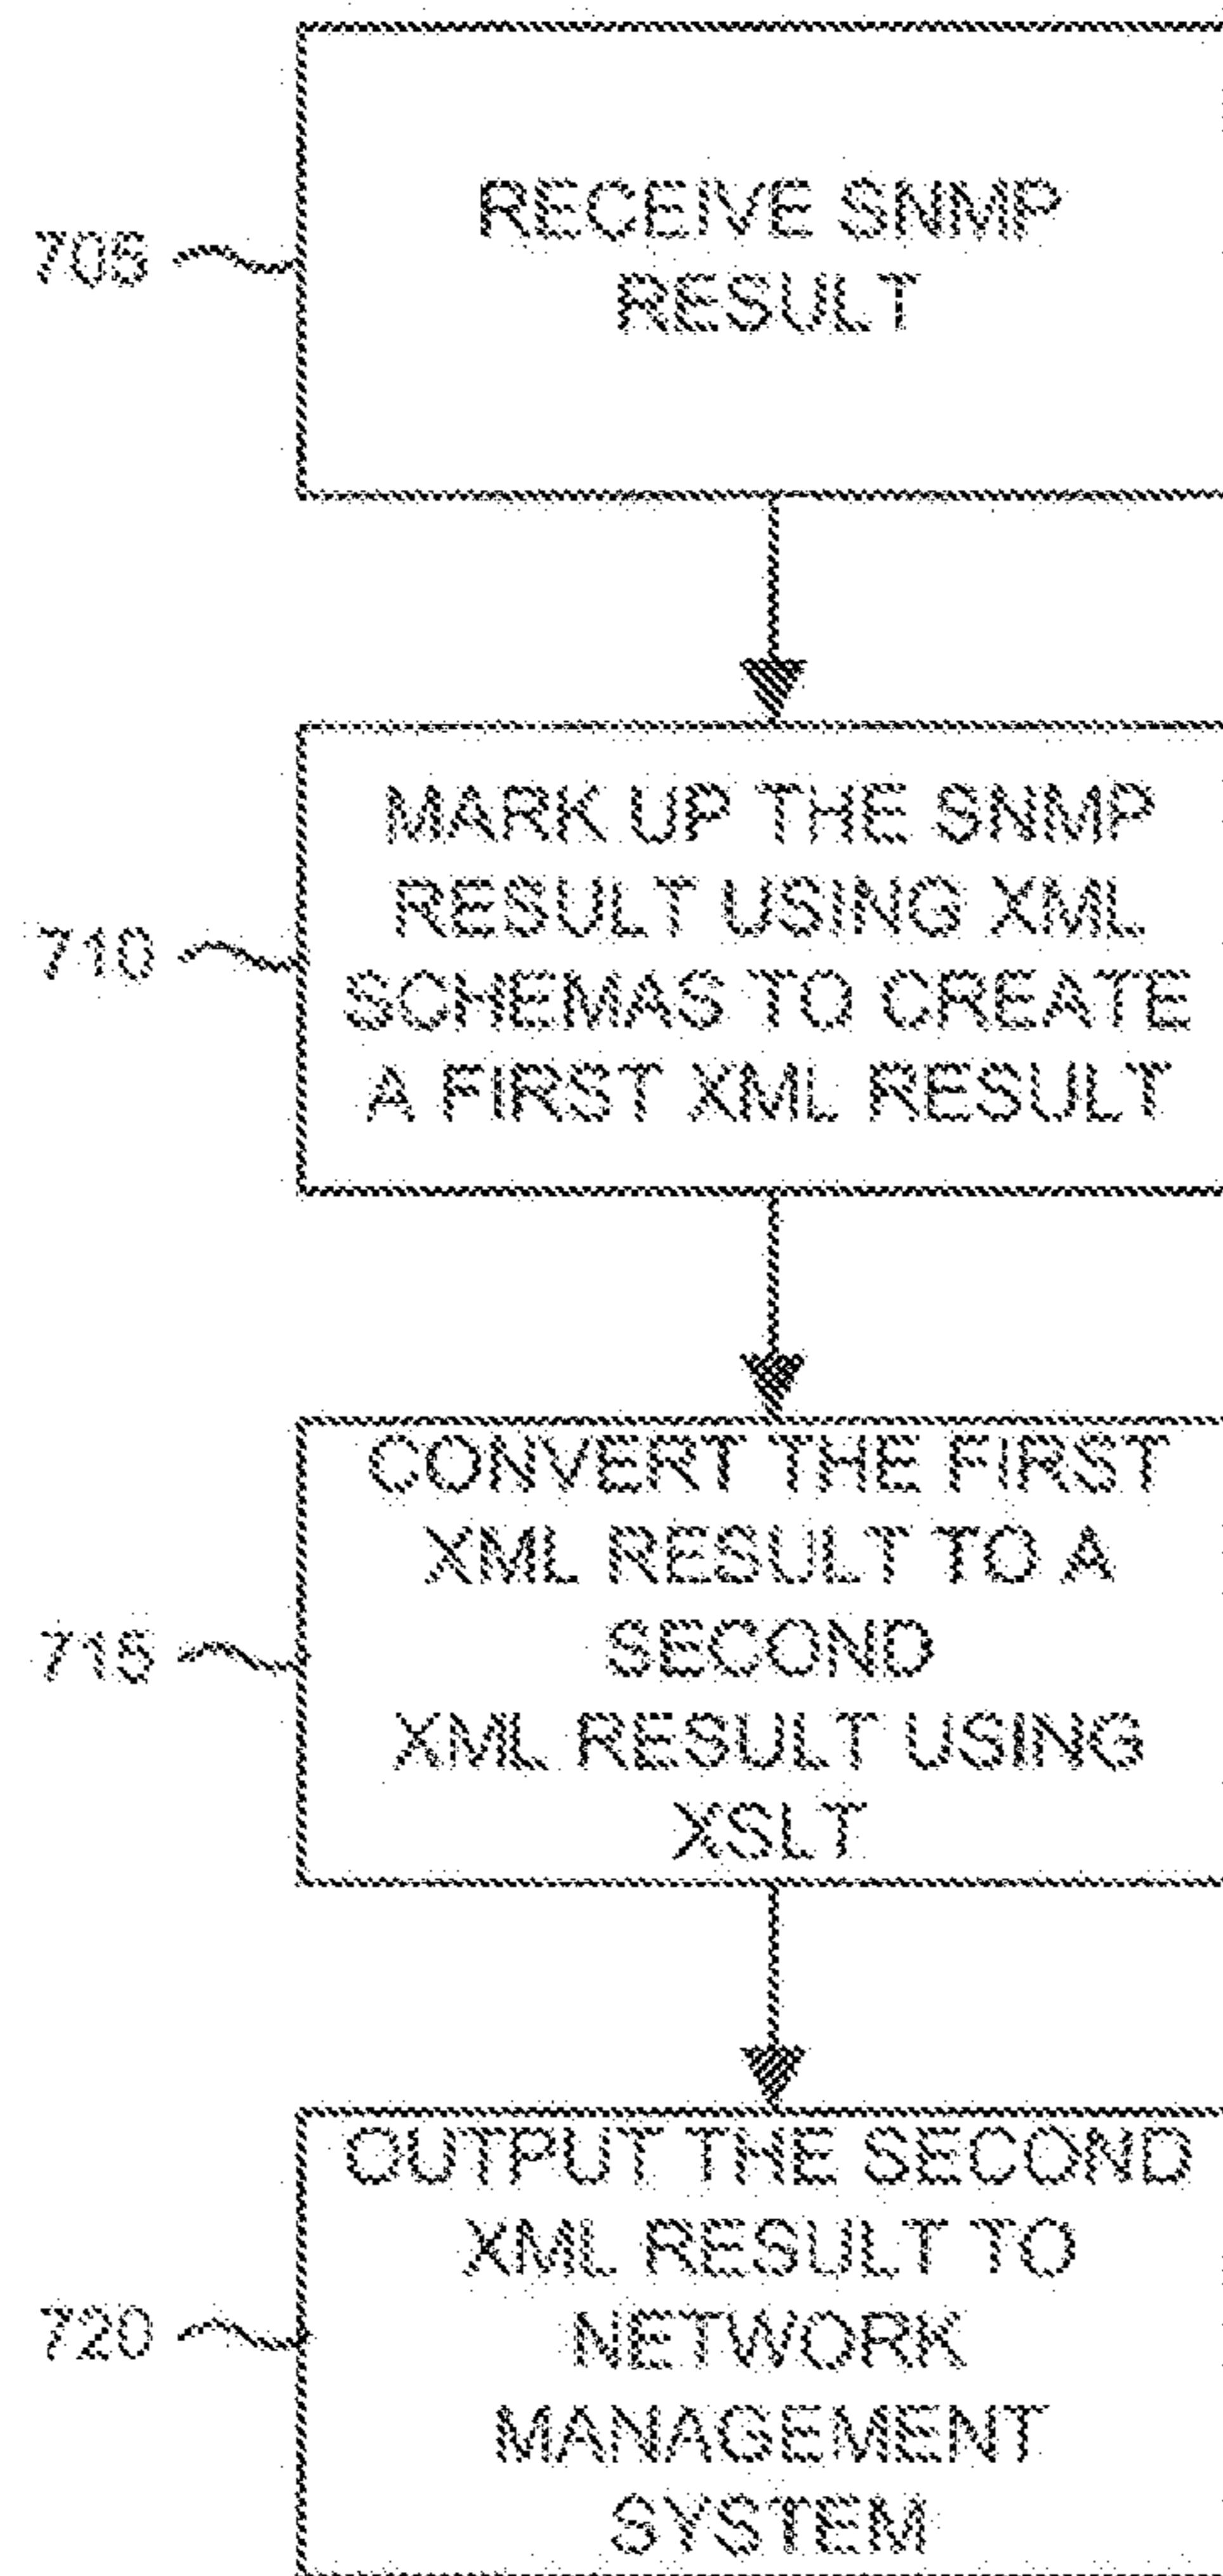 705
RECEIVE SNMP
RESULT
710
MARK UP THE SNMP
RESULT USING XML
SCHEMAS TO CREATE
A FIRST XML RESULT
715
CONVERT THE FIRST
XML RESULT TO A
SECOND
XML RESULT USING
XSLT
720
OUTPUT THE SECOND
XML RESULT TO
NETWORK
MANAGEMENT
SYSTEM